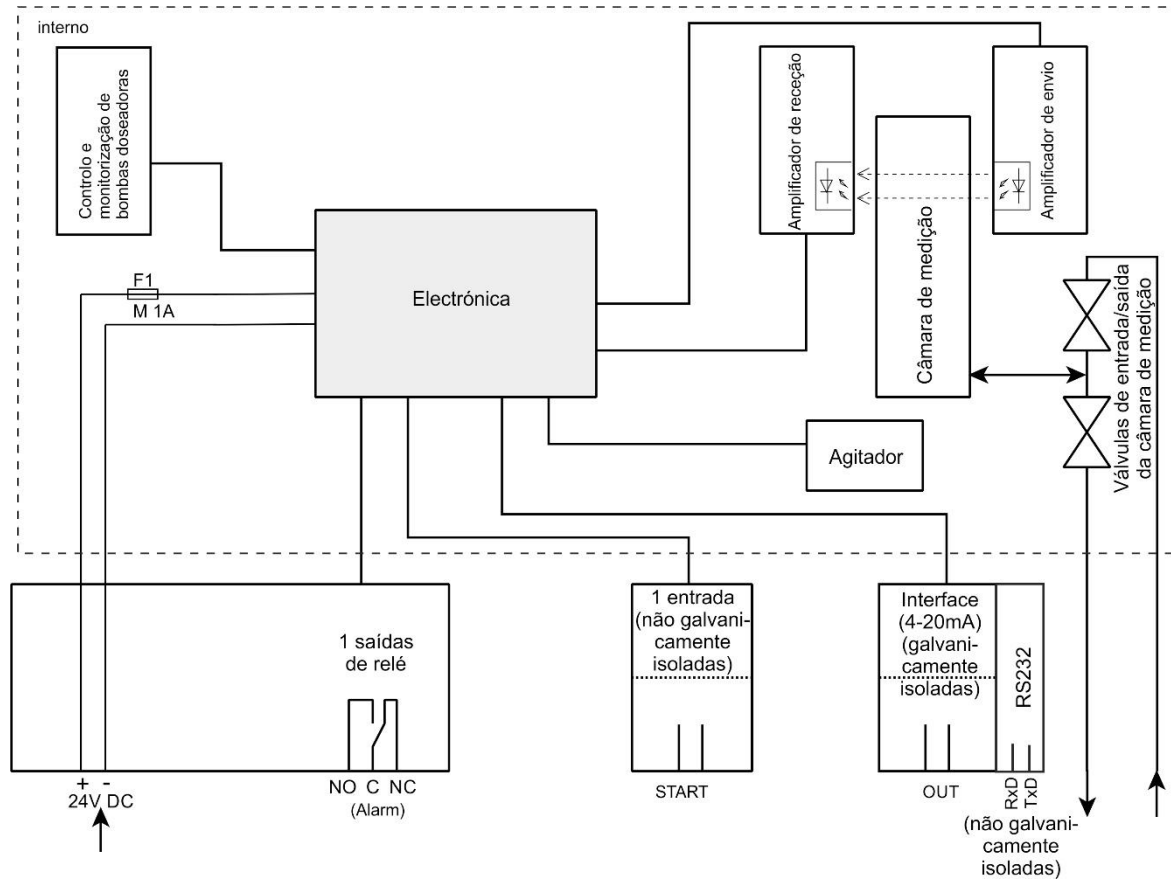 interno
Controlo e
monitorização de
bombas doseadoras
F1
M 1A
Electrónica
Amplificador de receção
Câmara de medição
Amplificador de envio
Válvulas de entrada/saída
da câmara de medição
Agitador
1 saídas
de relé
NO C NC
(Alarm)
+ -
24V DC
1 entrada
(não galvani-
camente
isoladas)
START
Interface
(4-20mA)
(galvani-
camente
isoladas)
OUT
RS232
RxD
TxD
(não galvani-
camente
isoladas)